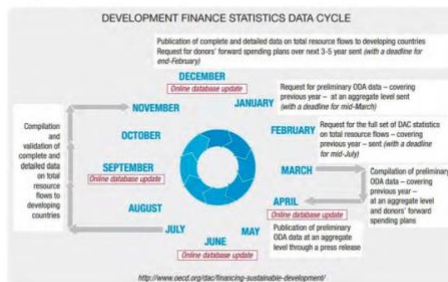 DEVELOPMENT FINANCE STATISTICS DATA CYCLE
Publication of complete and detailed data on total resource flows to developing countries
Request for donors' forward spending plans over next 3-5 year sent (with a deadline for
end-February)
DECEMBER
Online database update
JANUARY
Request for preliminary ODA data – covering
previous year – at an aggregate level sent
(with a deadline for mid-March)
NOVEMBER
FEBRUARY
Request for the full set of DAC statistics
on total resource flows – covering
previous year – sent (with a deadline
for mid-July)
Compilation
and
validation of
complete and
detailed data
on total
resource
flows to
developing
countries
OCTOBER
SEPTEMBER
Online database update
MARCH
Compilation of preliminary
ODA data – covering
previous year –
at an aggregate level
and donors' forward
spending plans
APRIL
Online database update
AUGUST
JULY
MAY
Publication of preliminary
ODA data at an aggregate
level through a press release
JUNE
Online database update
http://www.oecd.org/dac/financing-sustainable-development/